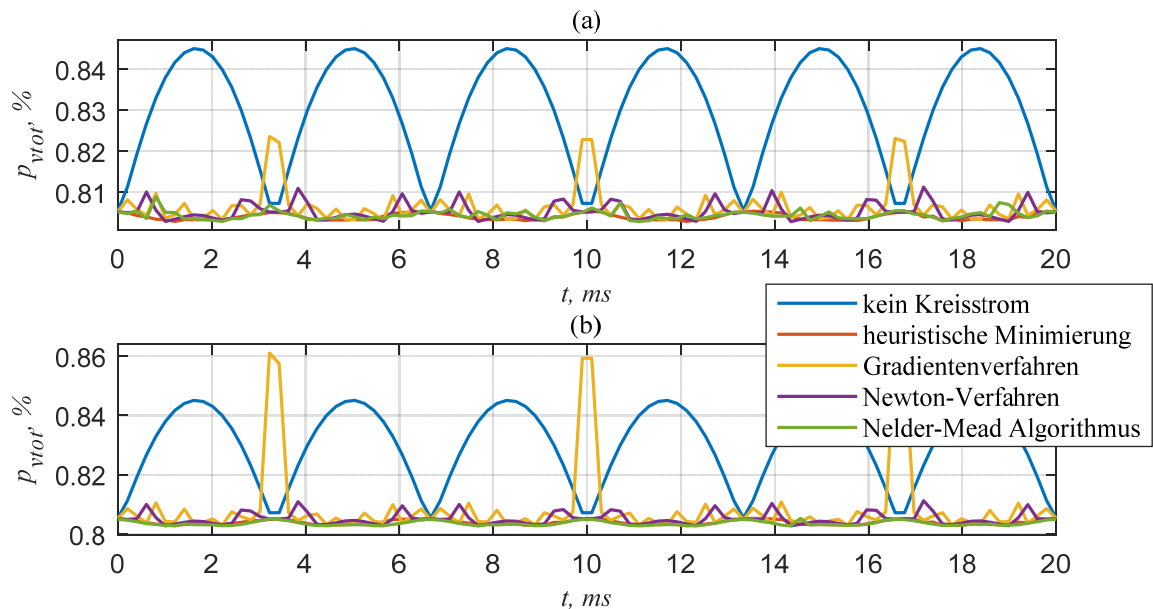 (a)
p_vtot, %
0.84
0.83
0.82
0.81
0 2 4 6 8 10 12 14 16 18 20
t, ms
kein Kreisstrom
heuristische Minimierung
Gradientenverfahren
Newton-Verfahren
Nelder-Mead Algorithmus
(b)
p_vtot, %
0.86
0.84
0.82
0.8
0 2 4 6 8 10 12 14 16 18 20
t, ms